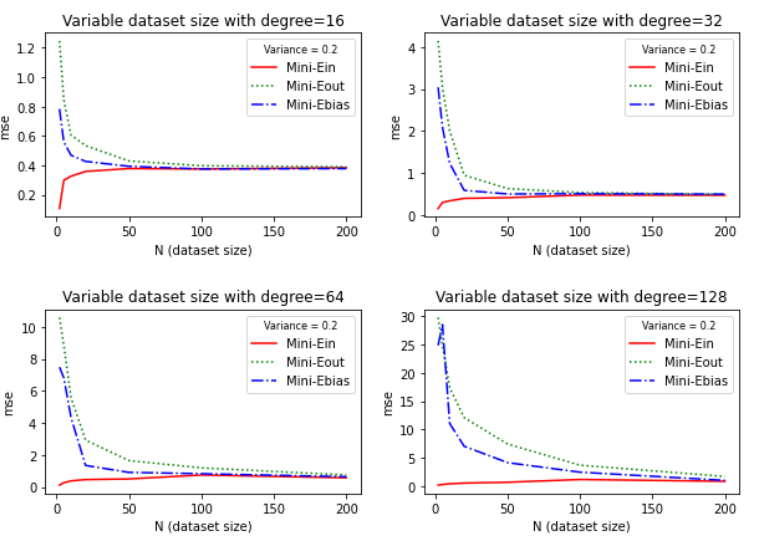 Variable dataset size with degree=16
Variance = 0.2
Mini-Ein
Mini-Eout
Mini-Ebias
mse
1.2
1.0
0.8
0.6
0.4
0.2
0 50 100 150 200
N (dataset size)
Variable dataset size with degree=32
Variance = 0.2
Mini-Ein
Mini-Eout
Mini-Ebias
mse
4
3
2
1
0
0 50 100 150 200
N (dataset size)
Variable dataset size with degree=64
Variance = 0.2
Mini-Ein
Mini-Eout
Mini-Ebias
mse
10
8
6
4
2
0
0 50 100 150 200
N (dataset size)
Variable dataset size with degree=128
Variance = 0.2
Mini-Ein
Mini-Eout
Mini-Ebias
mse
30
25
20
15
10
5
0
0 50 100 150 200
N (dataset size)